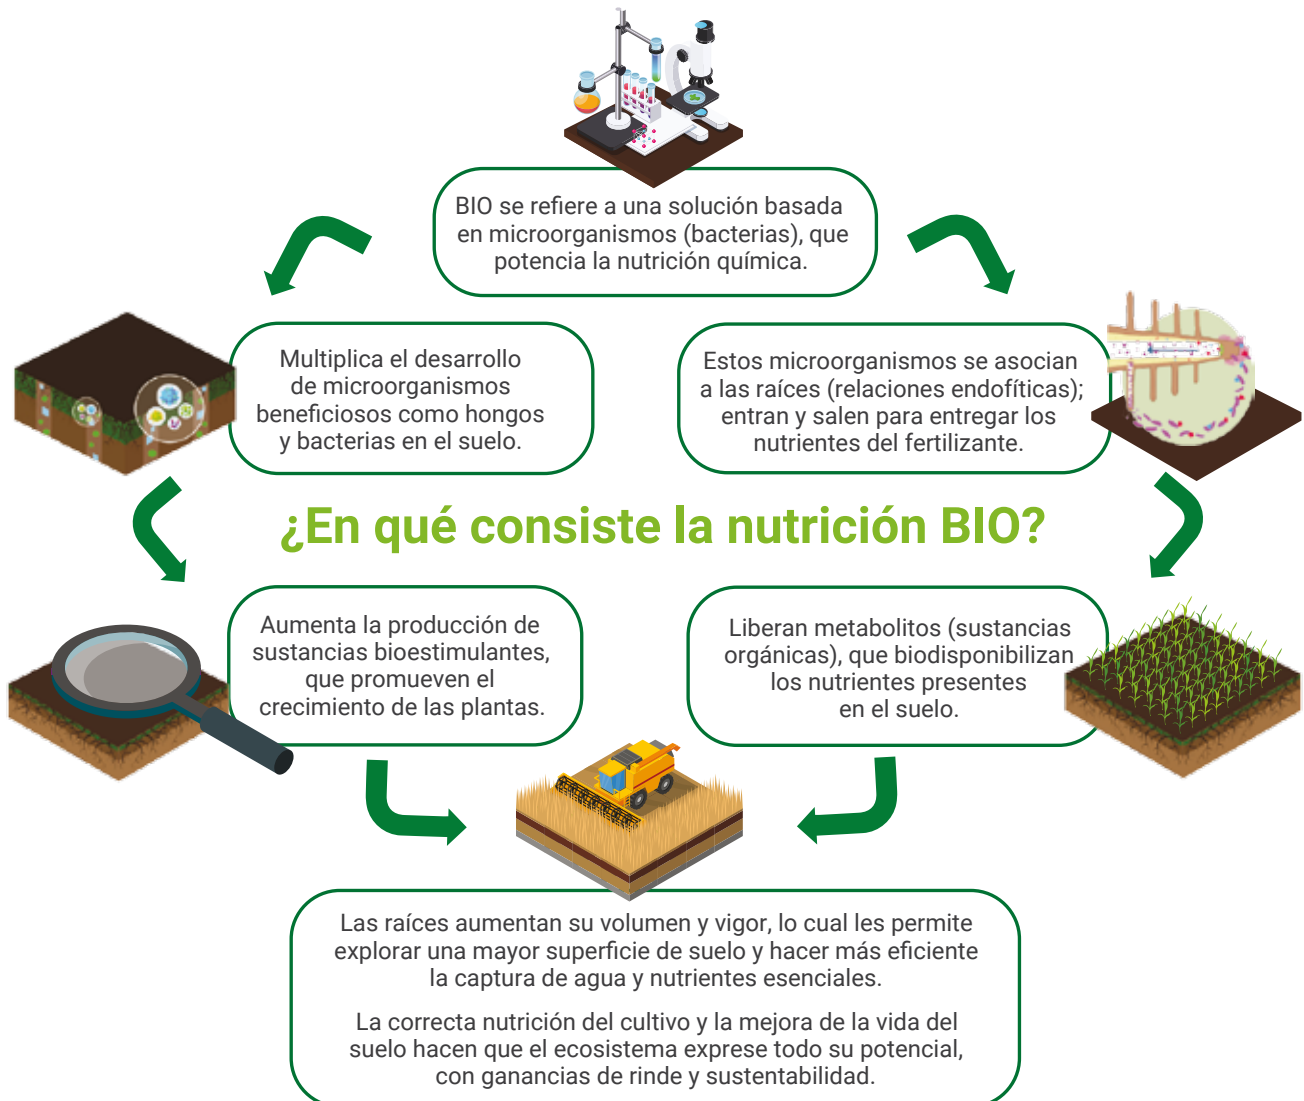 BIO se refiere a una solución basada
en microorganismos (bacterias), que
potencia la nutrición química.
Multiplica el desarrollo
de microorganismos
beneficiosos como hongos
y bacterias en el suelo.
Estos microorganismos se asocian
a las raíces (relaciones endofíticas);
entran y salen para entregar los
nutrientes del fertilizante.
¿En qué consiste la nutrición BIO?
Aumenta la producción de
sustancias bioestimulantes,
que promueven el
crecimiento de las plantas.
Liberan metabolitos (sustancias
orgánicas), que biodisponibilizan
los nutrientes presentes
en el suelo.
Las raíces aumentan su volumen y vigor, lo cual les permite
explorar una mayor superficie de suelo y hacer más eficiente
la captura de agua y nutrientes esenciales.
La correcta nutrición del cultivo y la mejora de la vida del
suelo hacen que el ecosistema exprese todo su potencial,
con ganancias de rinde y sustentabilidad.